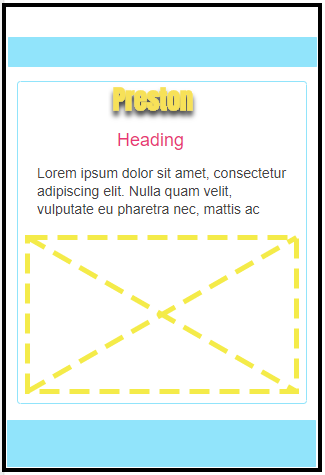 Preston
Heading
Lorem ipsum dolor sit amet, consectetur
adipiscing elit. Nulla quam velit,
vulputate eu pharetra nec, mattis ac